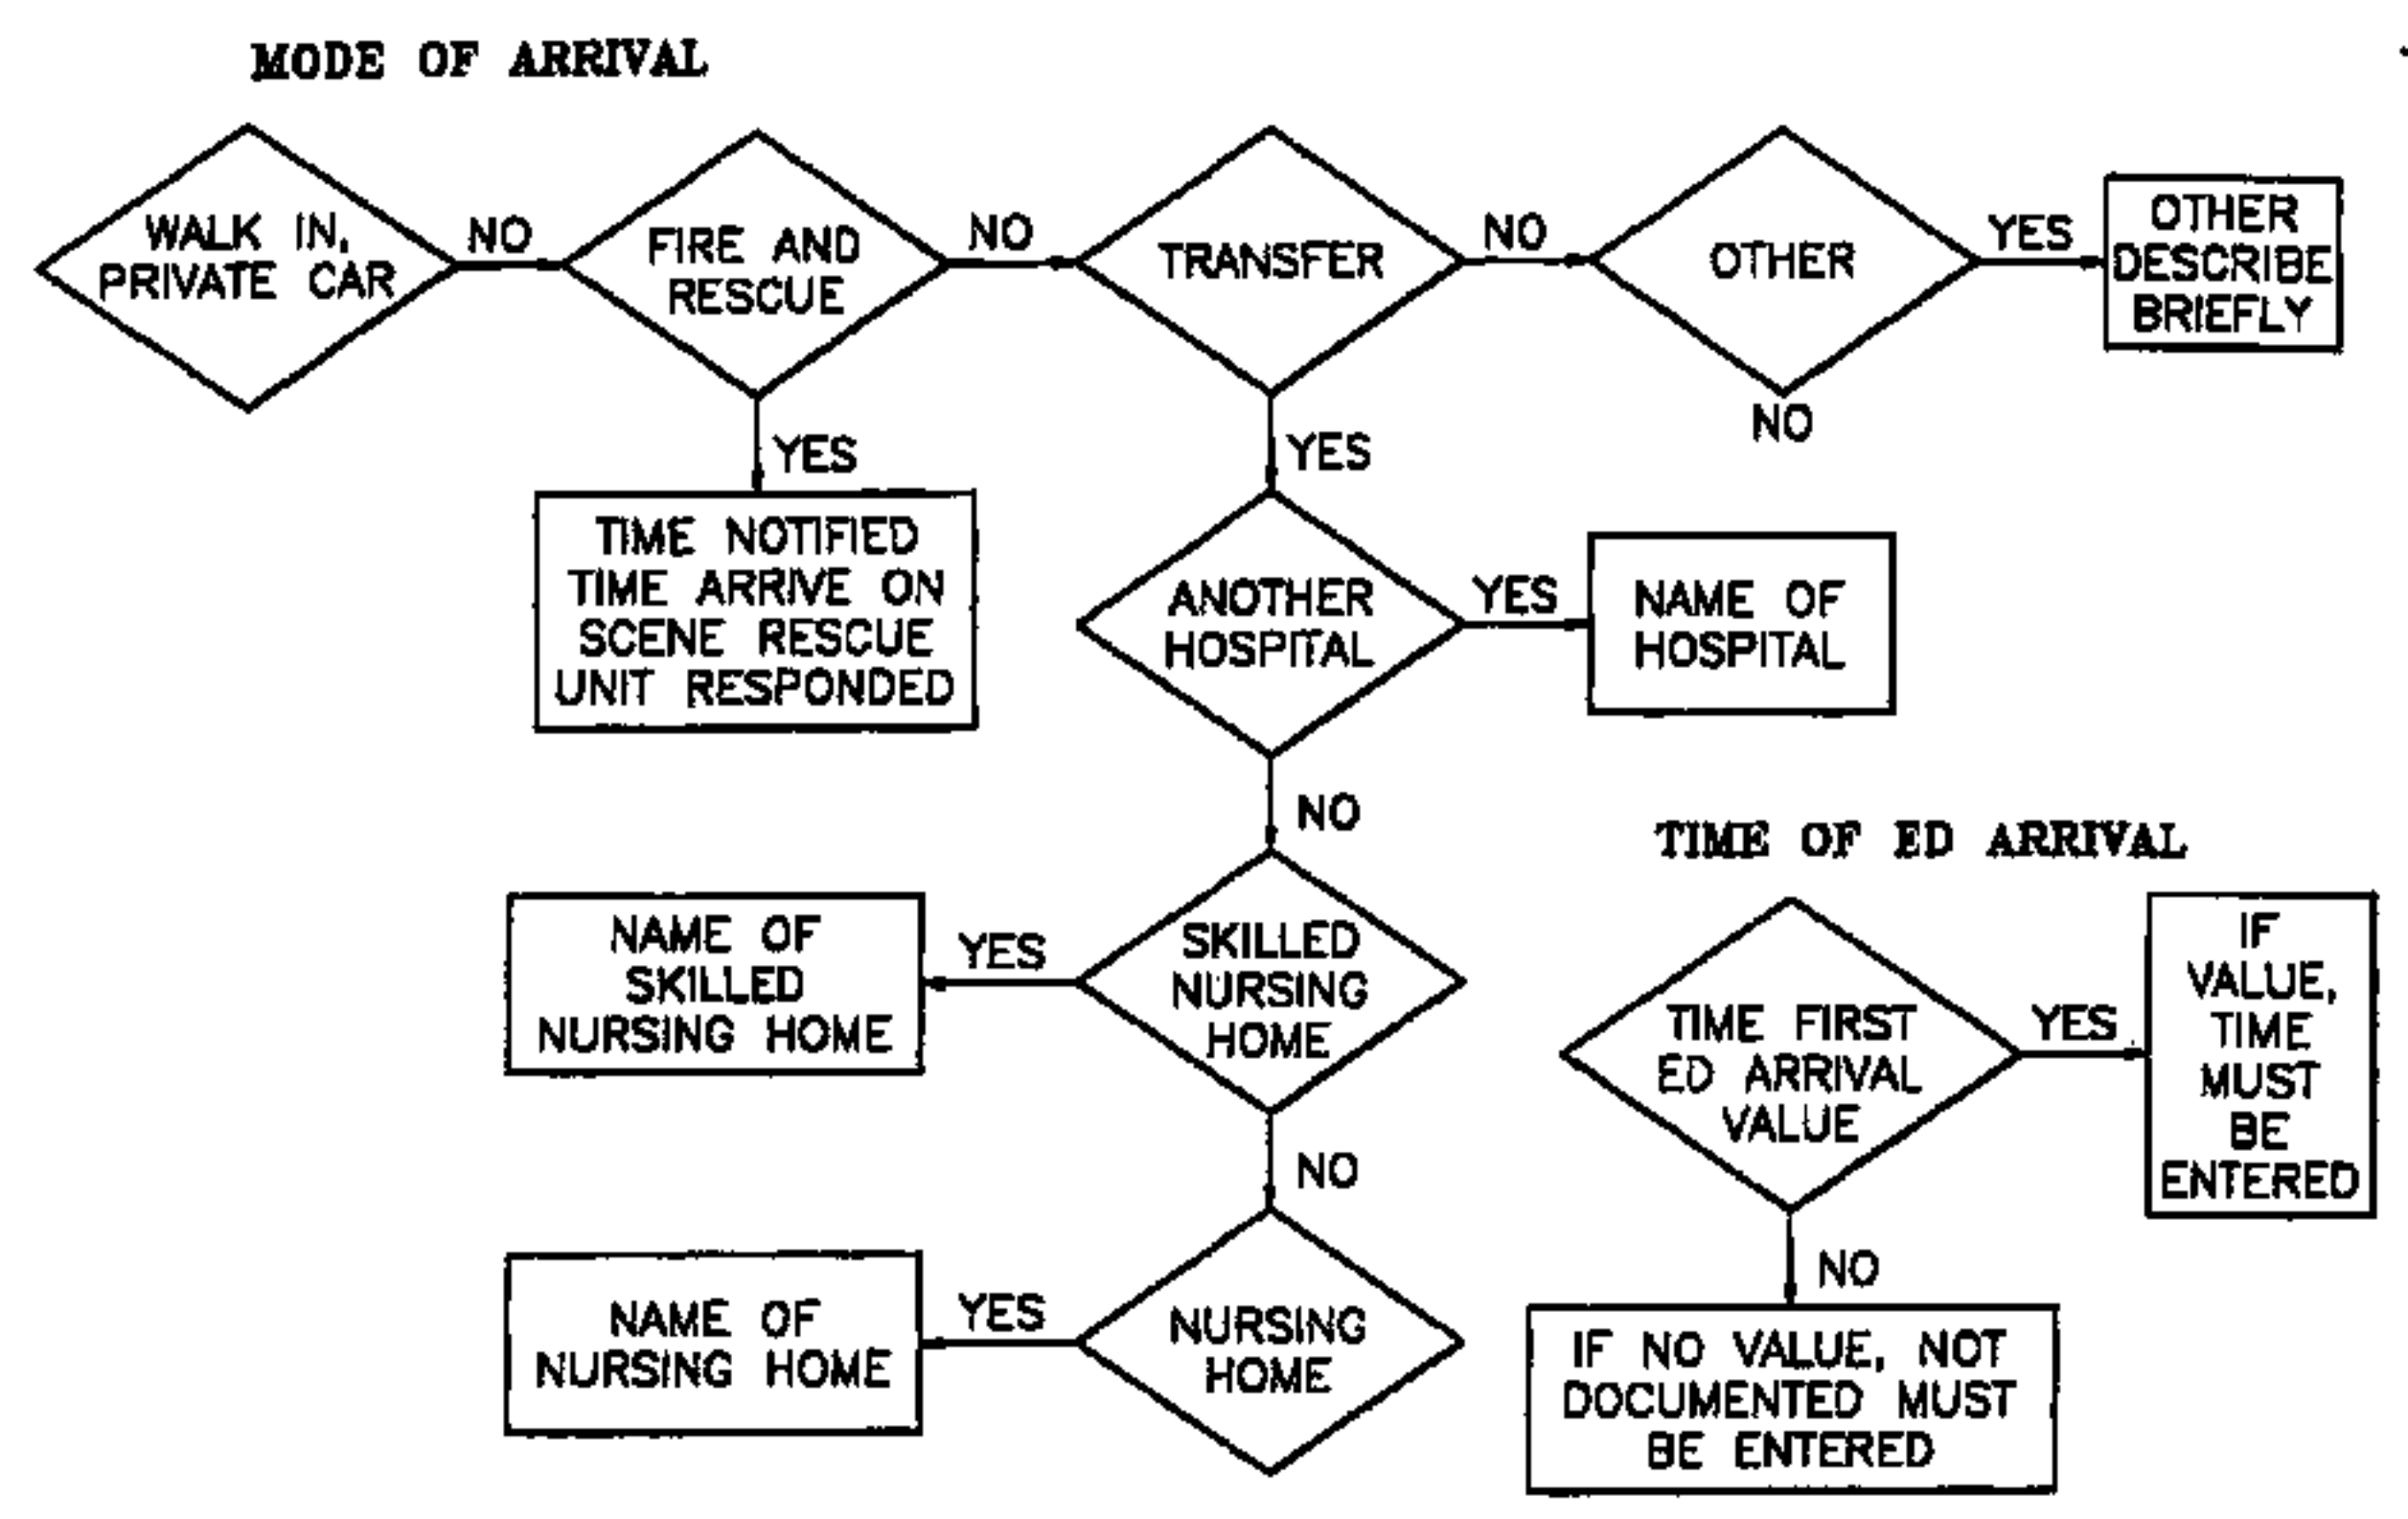 MODE OF ARRIVAL
WALK IN,
PRIVATE CAR
NO
FIRE AND
RESCUE
NO
TRANSFER
NO
OTHER
YES
OTHER
DESCRIBE
BRIEFLY
NO
YES
TIME NOTIFIED
TIME ARRIVE ON
SCENE RESCUE
UNIT RESPONDED
YES
ANOTHER
HOSPITAL
YES
NAME OF
HOSPITAL
NO
SKILLED
NURSING
HOME
YES
NAME OF
SKILLED
NURSING HOME
NO
NURSING
HOME
YES
NAME OF
NURSING HOME
TIME OF ED ARRIVAL
TIME FIRST
ED ARRIVAL
VALUE
YES
IF
VALUE,
TIME
MUST
BE
ENTERED
NO
IF NO VALUE, NOT
DOCUMENTED MUST
BE ENTERED